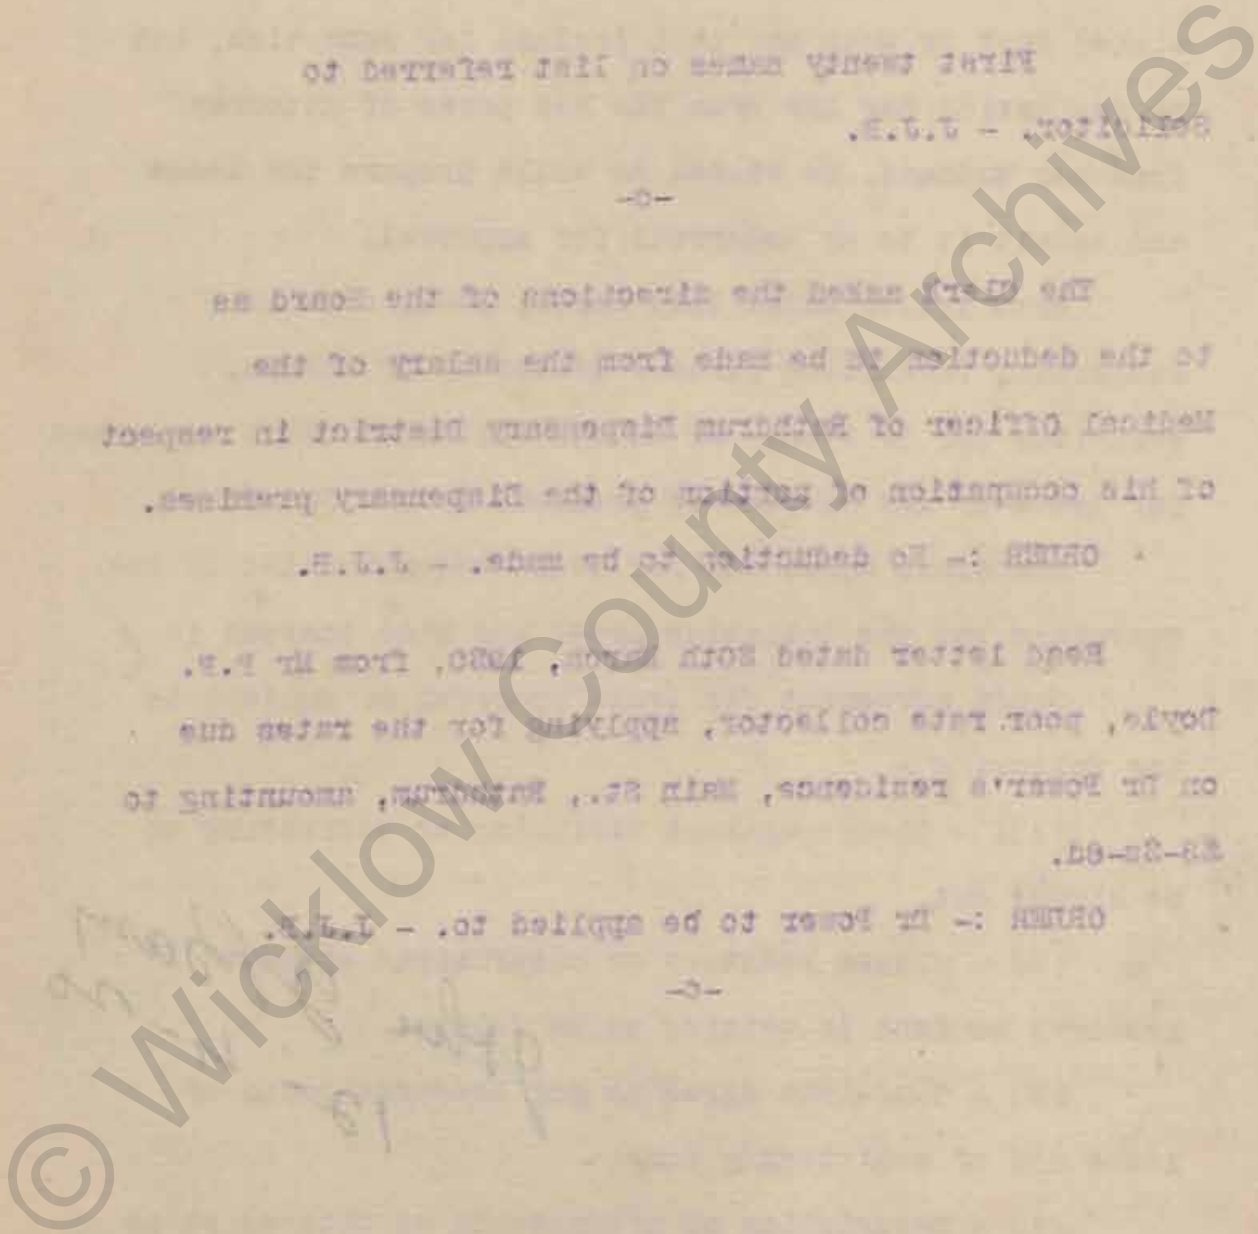 First twenty names on list referred to
Solicitor. - J.J.B.
-o-
The Clerk asked the directions of the Board as
to the deduction to be made from the salary of the
Medical Officer of Rathdrum Dispensary District in respect
of his occupation of portion of the Dispensary premises.
ORDER :- No deduction to be made. - J.J.B.
Read letter dated 20th March, 1920, from Mr P.P.
Doyle, poor rate collector, applying for the rates due
on Dr Power's residence, Main St., Rathdrum, amounting to
ORDER :- Dr Power to be applied to. - J.J.B.
-o-
© Wicklow County Archives